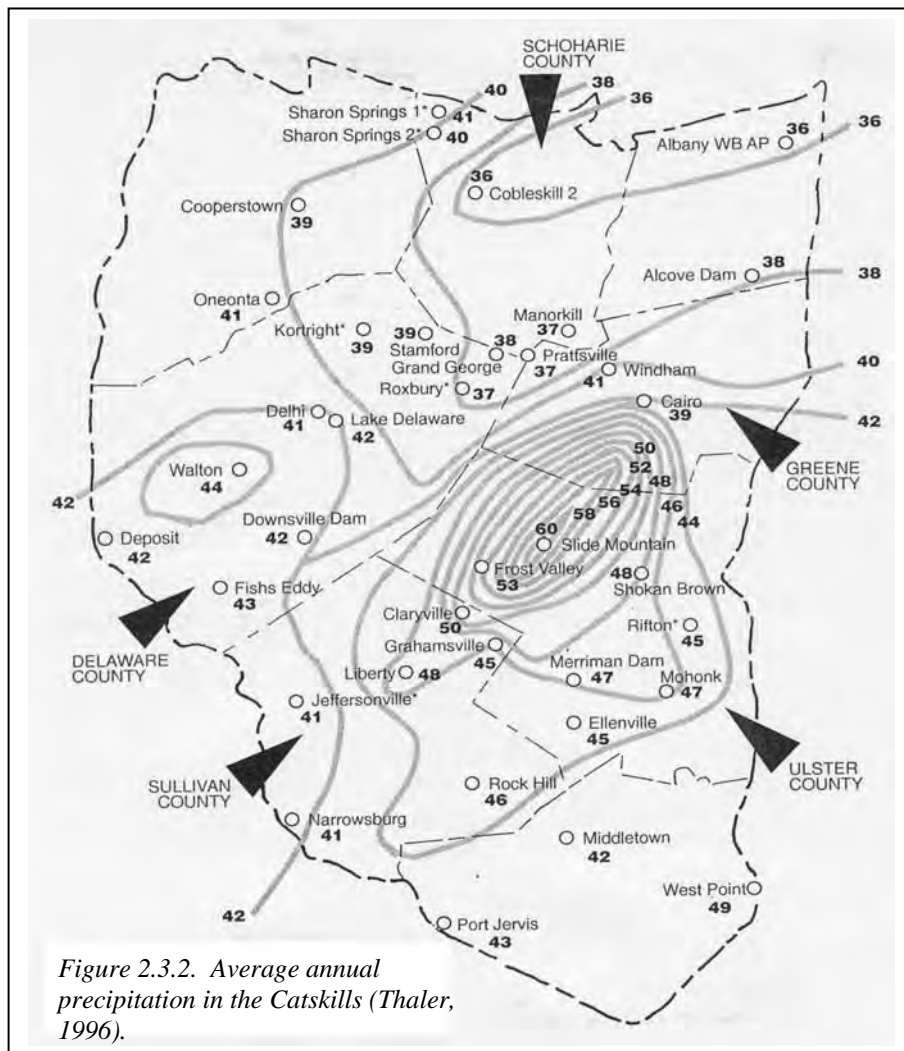 SCHOHARIE
COUNTY
40
38
36
Sharon Springs 1*
41
Sharon Springs 2*
40
36
Albany WB AP
36
36
Cobleskill 2
Cooperstown
39
38
Alcove Dam
38
Oneonta
41
Kortright*
39
39
Stamford
Manorkill
37
38
Grand George
Prattsville
37
Roxbury*
37
41
Windham
40
Cairo
39
42
Delhi
41
Lake Delaware
42
GREENE
COUNTY
Walton
44
42
50
52
54
48
56
46
58
44
60
Deposit
42
Downsville Dam
42
Slide Mountain
Frost Valley
53
48
Shokan Brown
Fishs Eddy
43
DELAWARE
COUNTY
Claryville
50
Rifton*
45
Grahamsville
45
Liberty
48
Merriman Dam
47
Mohonk
47
Jeffersonville*
41
Ellenville
45
SULLIVAN
COUNTY
ULSTER
COUNTY
Rock Hill
46
Narrowsburg
41
Middletown
42
West Point
49
42
Port Jervis
43
Figure 2.3.2. Average annual
precipitation in the Catskills (Thaler,
1996).